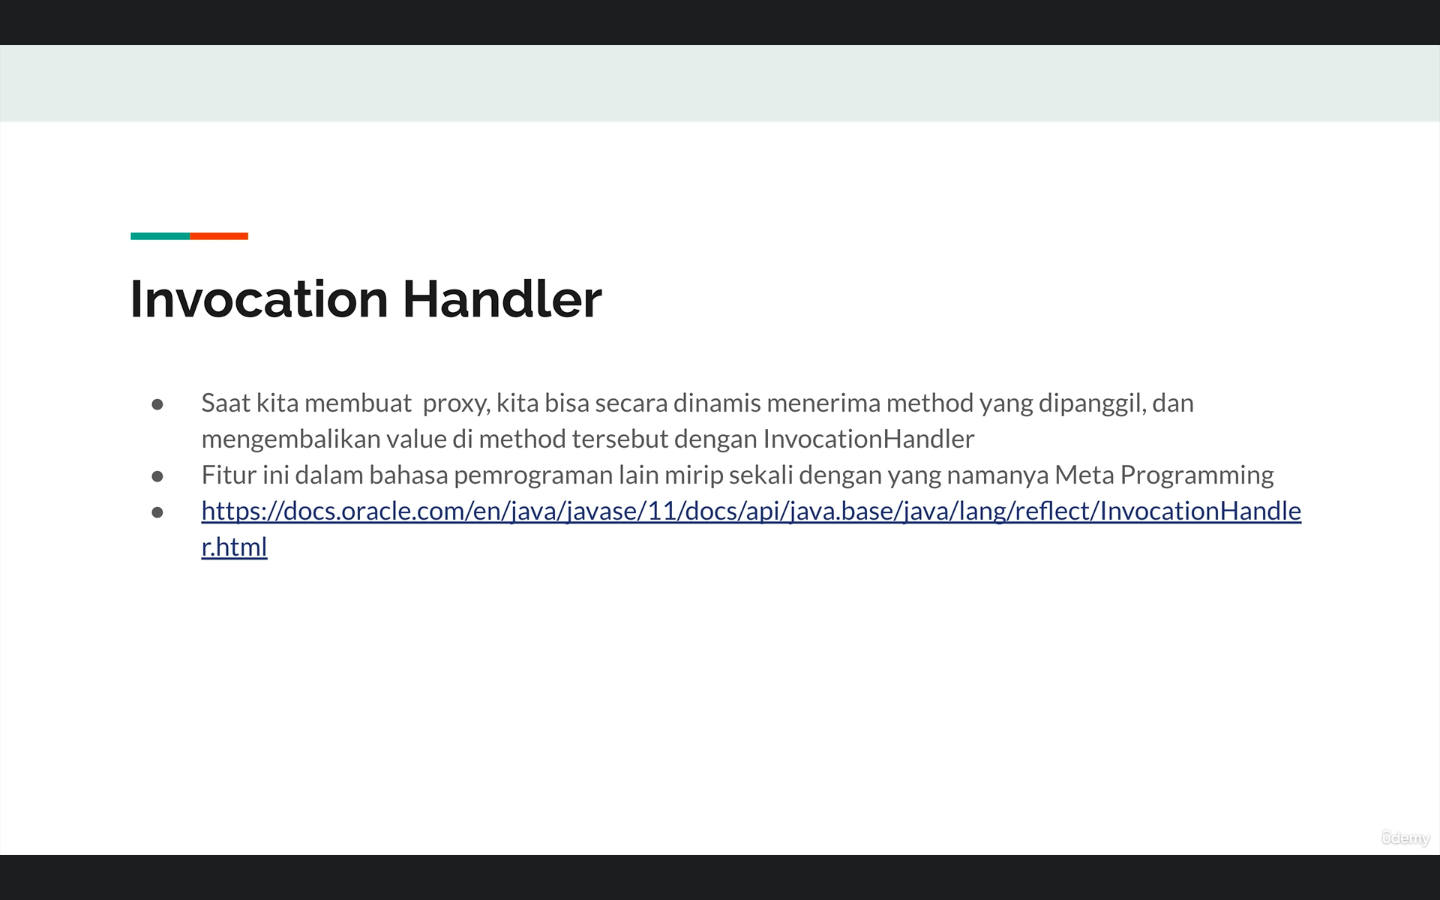 Invocation Handler
● Saat kita membuat  proxy, kita bisa secara dinamis menerima method yang dipanggil, dan
mengembalikan value di method tersebut dengan InvocationHandler
● Fitur ini dalam bahasa pemrograman lain mirip sekali dengan yang namanya Meta Programming
● https://docs.oracle.com/en/java/javase/11/docs/api/java.base/java/lang/reflect/InvocationHandle
r.html
ûdemy